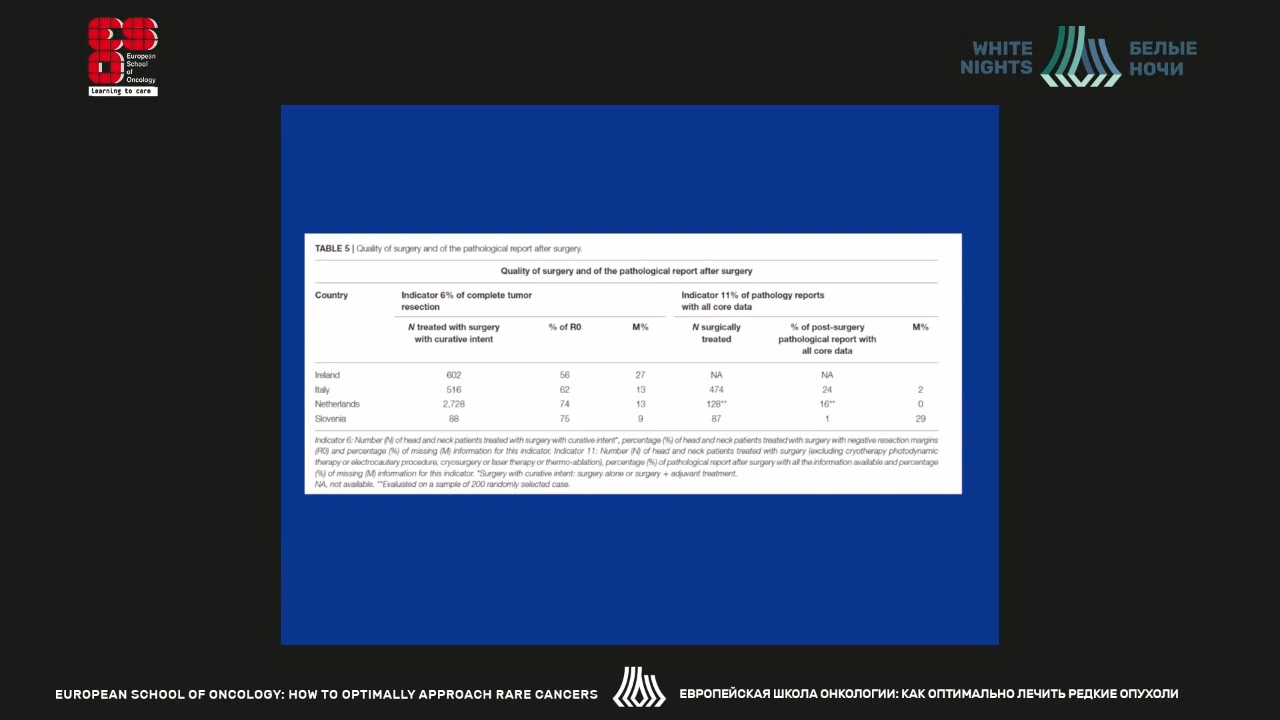 European
School
of
Oncology
Learning to care
WHITE
NIGHTS
БЕЛЫЕ
НОЧИ
TABLE 5 | Quality of surgery and of the pathological report after surgery.
Quality of surgery and of the pathological report after surgery
Country Indicator 6% of complete tumor Indicator 11% of pathology reports
resection with all core data
N treated with surgery % of R0 M% N surgically % of post-surgery M%
with curative intent treated pathological report with
all core data
Ireland 602 56 27 NA NA
Italy 516 62 13 474 24 2
Netherlands 2,728 74 13 128** 16** 0
Slovenia 88 75 9 87 1 29
Indicator 6: Number (N) of head and neck patients treated with surgery with curative intent*, percentage (%) of head and neck patients treated with surgery with negative resection margins
(R0) and percentage (%) of missing (M) information for this indicator. Indicator 11: Number (N) of head and neck patients treated with surgery (excluding cryotherapy photodynamic
therapy or electrocautery procedure, cryosurgery or laser therapy or thermo-ablation), percentage (%) of pathological report after surgery with all the information available and percentage
(%) of missing (M) information for this indicator. *Surgery with curative intent: surgery alone or surgery + adjuvant treatment.
NA, not available. **Evaluated on a sample of 200 randomly selected case.
EUROPEAN SCHOOL OF ONCOLOGY: HOW TO OPTIMALLY APPROACH RARE CANCERS
ЕВРОПЕЙСКАЯ ШКОЛА ОНКОЛОГИИ: КАК ОПТИМАЛЬНО ЛЕЧИТЬ РЕДКИЕ ОПУХОЛИ